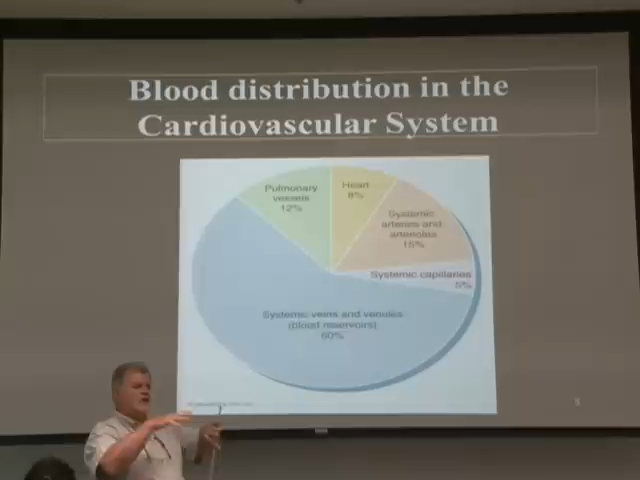 Blood distribution in the
Cardiovascular System
Pulmonary
vessels
12%
Heart
8%
Systemic
arteries and
arterioles
15%
Systemic capillaries
5%
Systemic veins and venules
(blood reservoirs)
60%